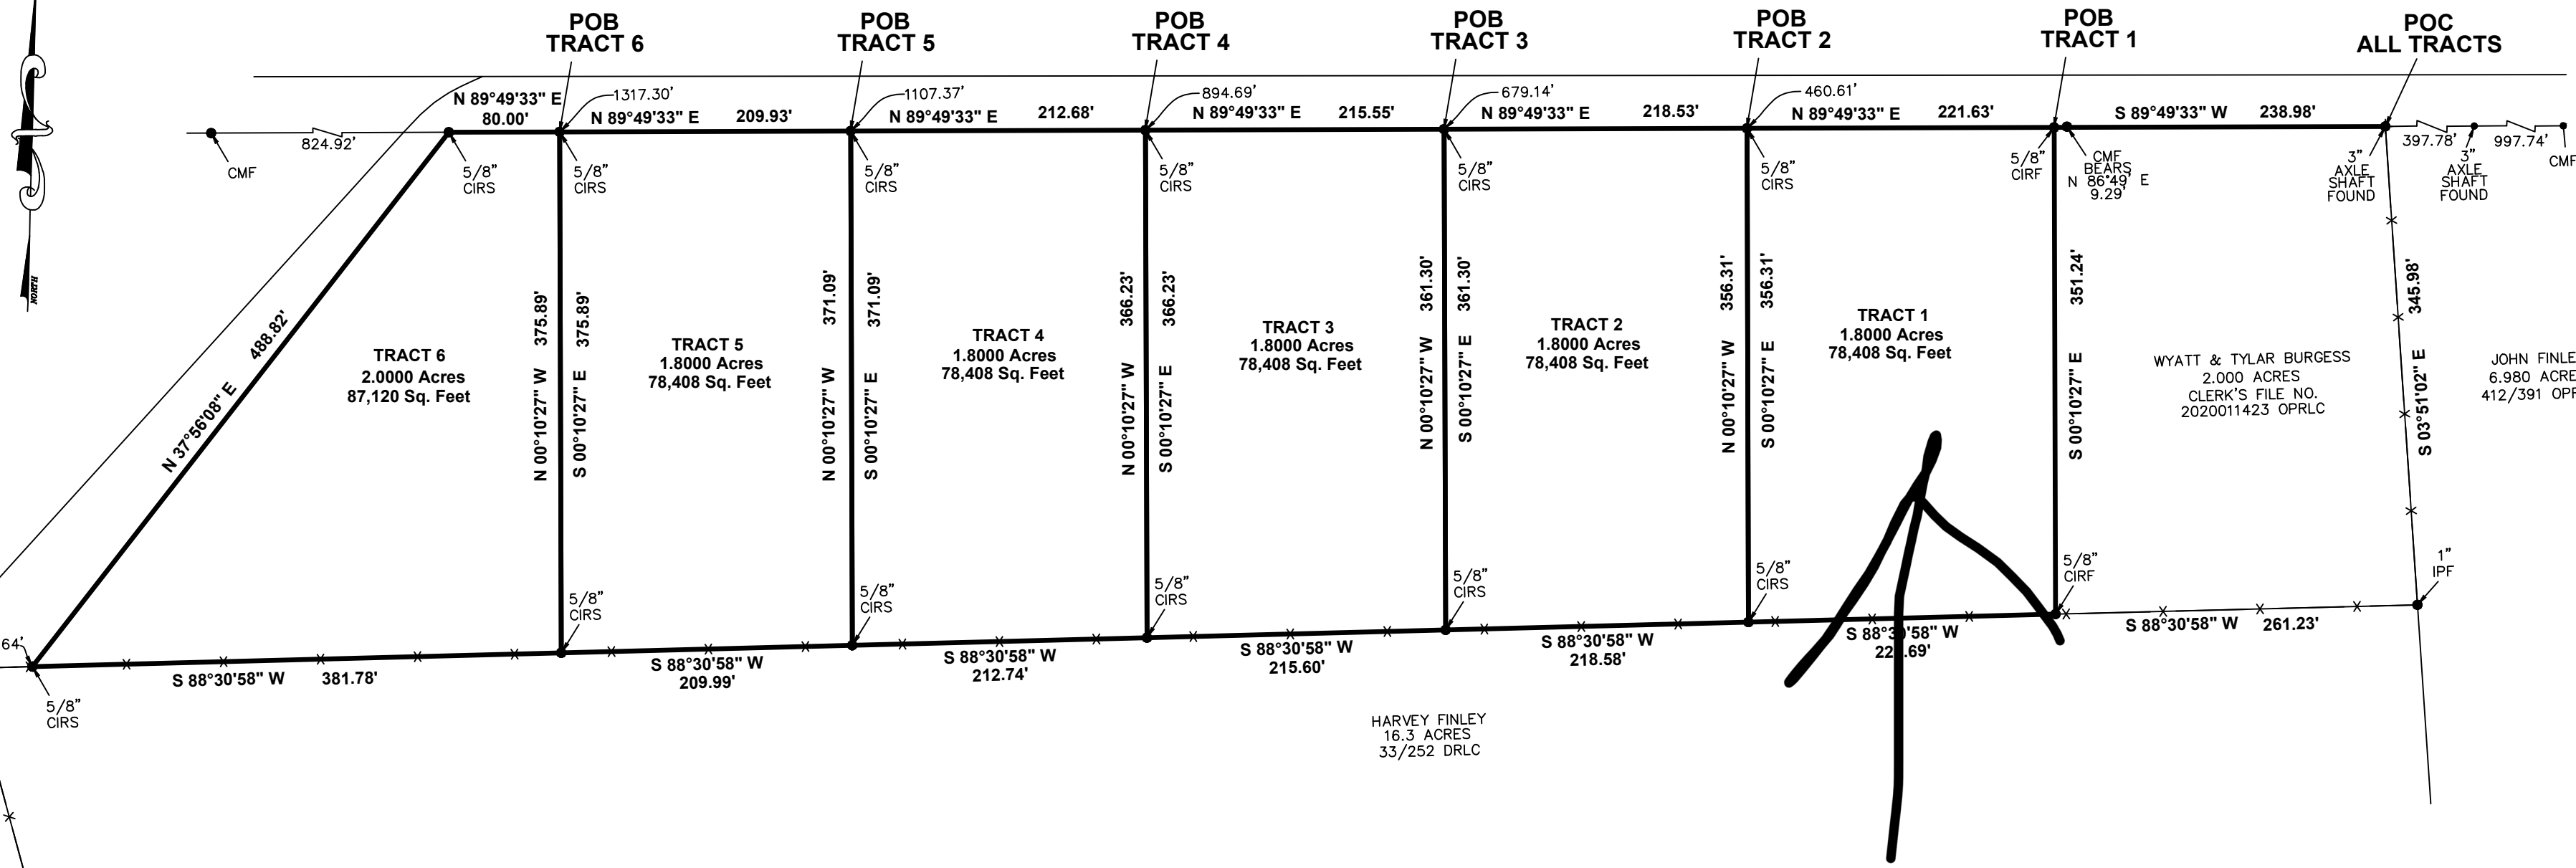 POB
TRACT 6
POB
TRACT 5
POB
TRACT 4
POB
TRACT 3
POB
TRACT 2
POB
TRACT 1
POC
ALL TRACTS
N 89°49'33" E
80.00'
1317.30'
N 89°49'33" E 209.93'
1107.37'
N 89°49'33" E 212.68'
894.69'
N 89°49'33" E 215.55'
679.14'
N 89°49'33" E 218.53'
460.61'
N 89°49'33" E 221.63'
S 89°49'33" W 238.98'
824.92'
CMF
5/8"
CIRS
5/8"
CIRS
5/8"
CIRS
5/8"
CIRS
5/8"
CIRS
5/8"
CIRS
5/8"
CIRF
CMF
BEARS
N 86°49' E
9.29'
3"
AXLE
SHAFT
FOUND
397.78'
3"
AXLE
SHAFT
FOUND
997.74'
CMF
NORTH
N 37°56'08" E 488.82'
TRACT 6
2.0000 Acres
87,120 Sq. Feet
N 00°10'27" W 375.89'
S 00°10'27" E 375.89'
TRACT 5
1.8000 Acres
78,408 Sq. Feet
N 00°10'27" W 371.09'
S 00°10'27" E 371.09'
TRACT 4
1.8000 Acres
78,408 Sq. Feet
N 00°10'27" W 366.23'
S 00°10'27" E 366.23'
TRACT 3
1.8000 Acres
78,408 Sq. Feet
N 00°10'27" W 361.30'
S 00°10'27" E 361.30'
TRACT 2
1.8000 Acres
78,408 Sq. Feet
N 00°10'27" W 356.31'
S 00°10'27" E 356.31'
TRACT 1
1.8000 Acres
78,408 Sq. Feet
S 00°10'27" E 351.24'
WYATT & TYLAR BURGESS
2.000 ACRES
CLERK'S FILE NO.
2020011423 OPRLC
S 03°51'02" E 345.98'
JOHN FINLE
6.980 ACRE
412/391 OPF
64'
5/8"
CIRS
S 88°30'58" W 381.78'
5/8"
CIRS
S 88°30'58" W
209.99'
5/8"
CIRS
S 88°30'58" W
212.74'
5/8"
CIRS
S 88°30'58" W
215.60'
5/8"
CIRS
S 88°30'58" W
218.58'
5/8"
CIRS
S 88°30'58" W
5/8"
CIRF
S 88°30'58" W 261.23'
1"
IPF
HARVEY FINLEY
16.3 ACRES
33/252 DRLC